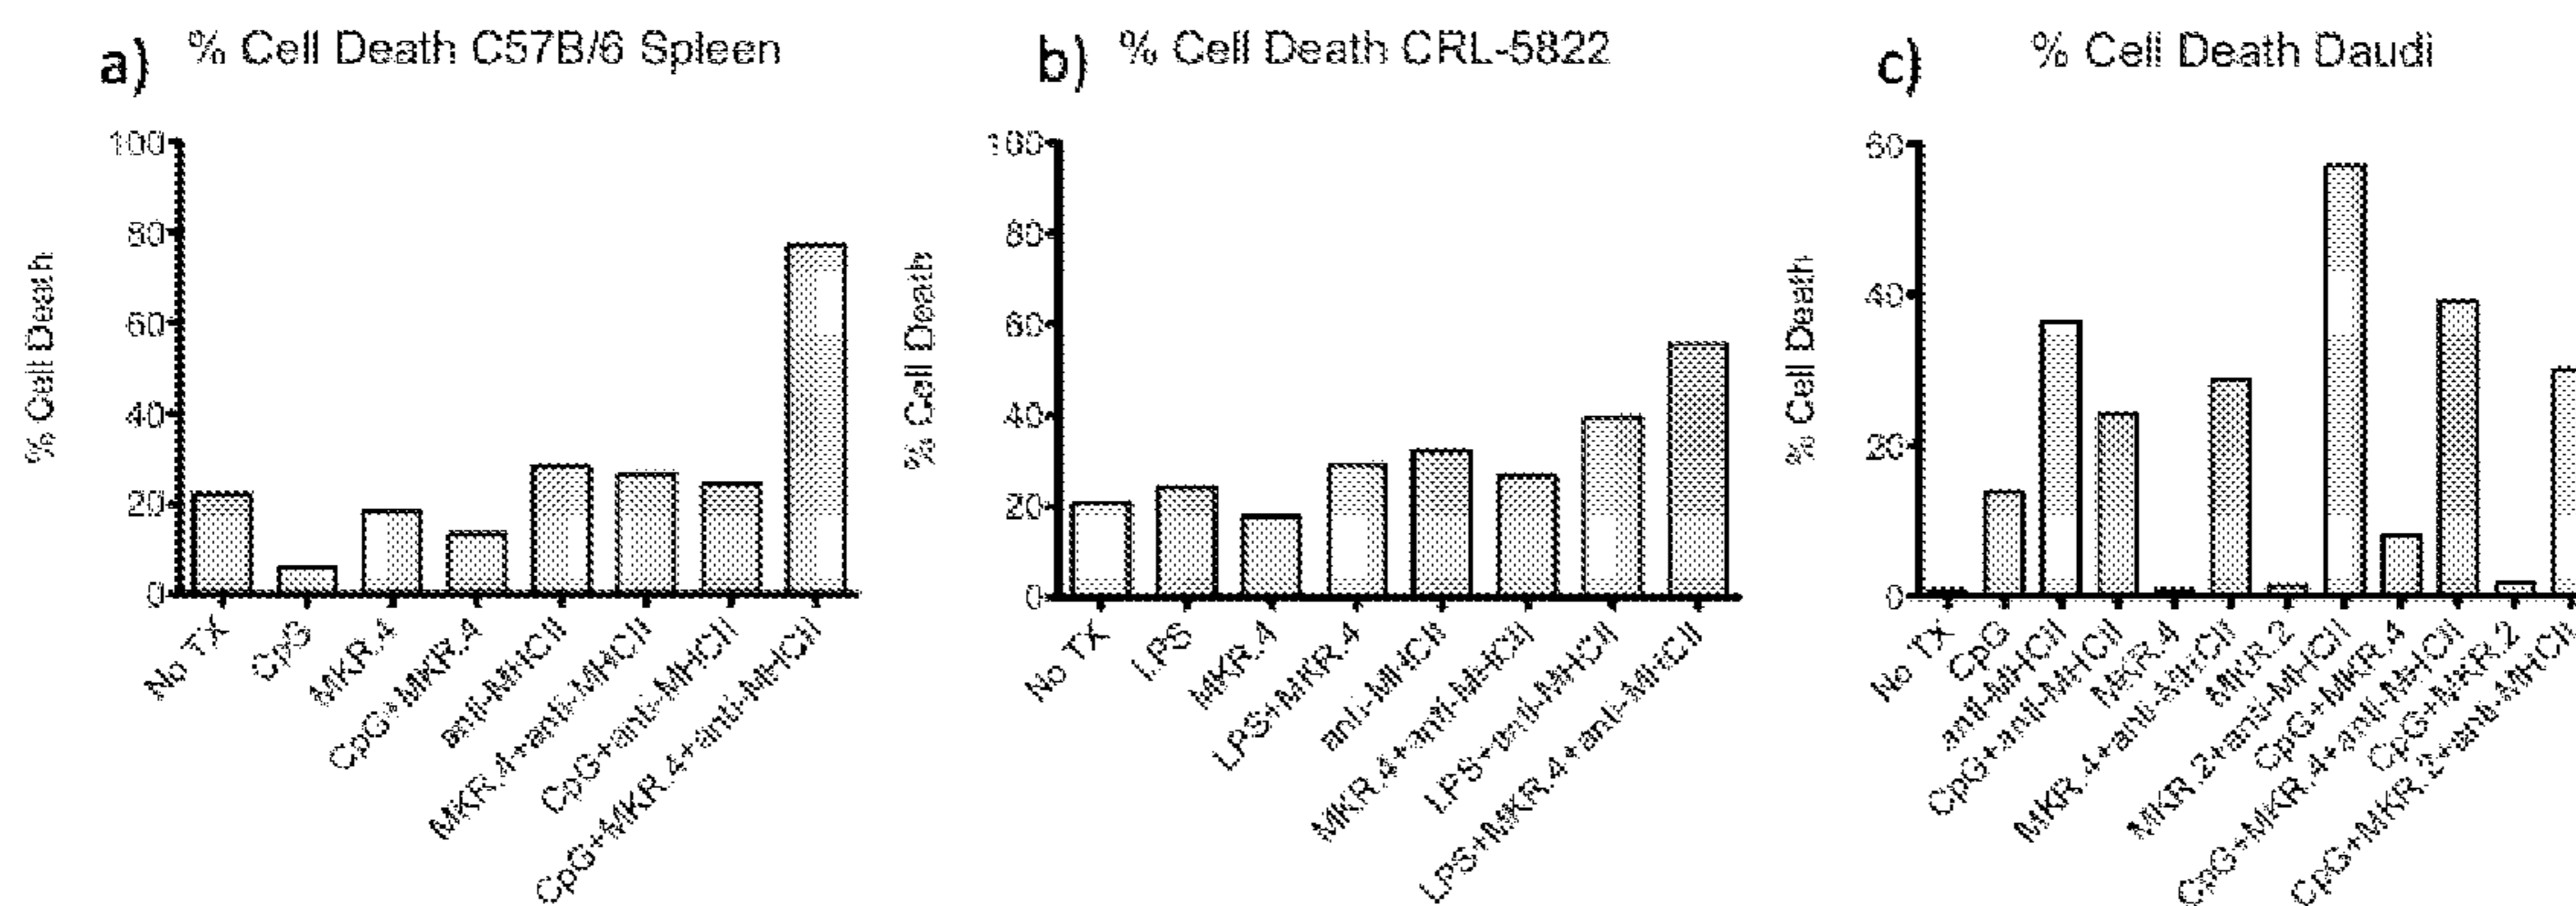 a) % Cell Death C57B/6 Spleen
% Cell Death
100
80
60
40
20
0
No TX
CpG
MKR.4
CpG+MKR.4
anti-MHCII
MKR.4+anti-MHCII
CpG+anti-MHCII
CpG+MKR.4+anti-MHCII
b) % Cell Death CRL-5822
% Cell Death
100
80
60
40
20
0
No TX
LPS
MKR.4
LPS+MKR.4
anti-MHCII
MKR.4+anti-MHCII
LPS+anti-MHCII
LPS+MKR.4+anti-MHCII
c) % Cell Death Daudi
% Cell Death
60
40
20
0
No TX
CpG
anti-MHCII
CpG+anti-MHCII
MKR.4
MKR.4+anti-MHCII
MKR.2
MKR.2+anti-MHCII
CpG+MKR.4
CpG+MKR.4+anti-MHCII
CpG+MKR.2
CpG+MKR.2+anti-MHCII